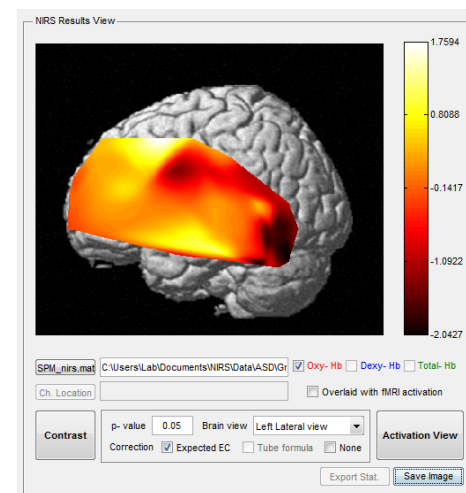 NIRS Results View
1.7594
0.8088
-0.1417
-1.0922
-2.0427
SPM_nirs.mat C:\Users\Lab\Documents\NIRS\Data\ASD\Gr Oxy- Hb Dexy- Hb Total- Hb
Ch. Location Overlaid with fMRI activation
Contrast p- value 0.05 Brain view Left Lateral view Activation View
Correction Expected EC Tube formula None
Export Stat. Save Image